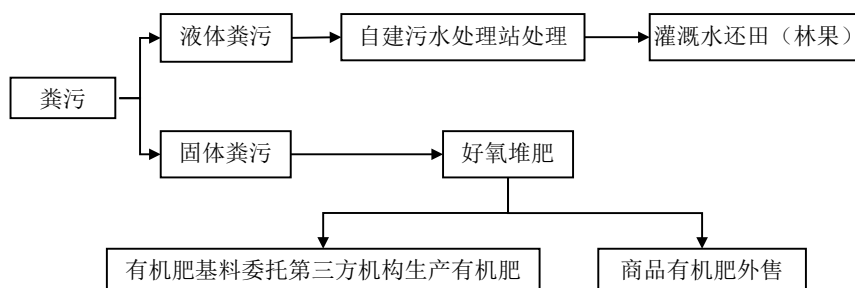 液体粪污
自建污水处理站处理
灌溉水还田（林果）
粪污
固体粪污
好氧堆肥
有机肥基料委托第三方机构生产有机肥
商品有机肥外售